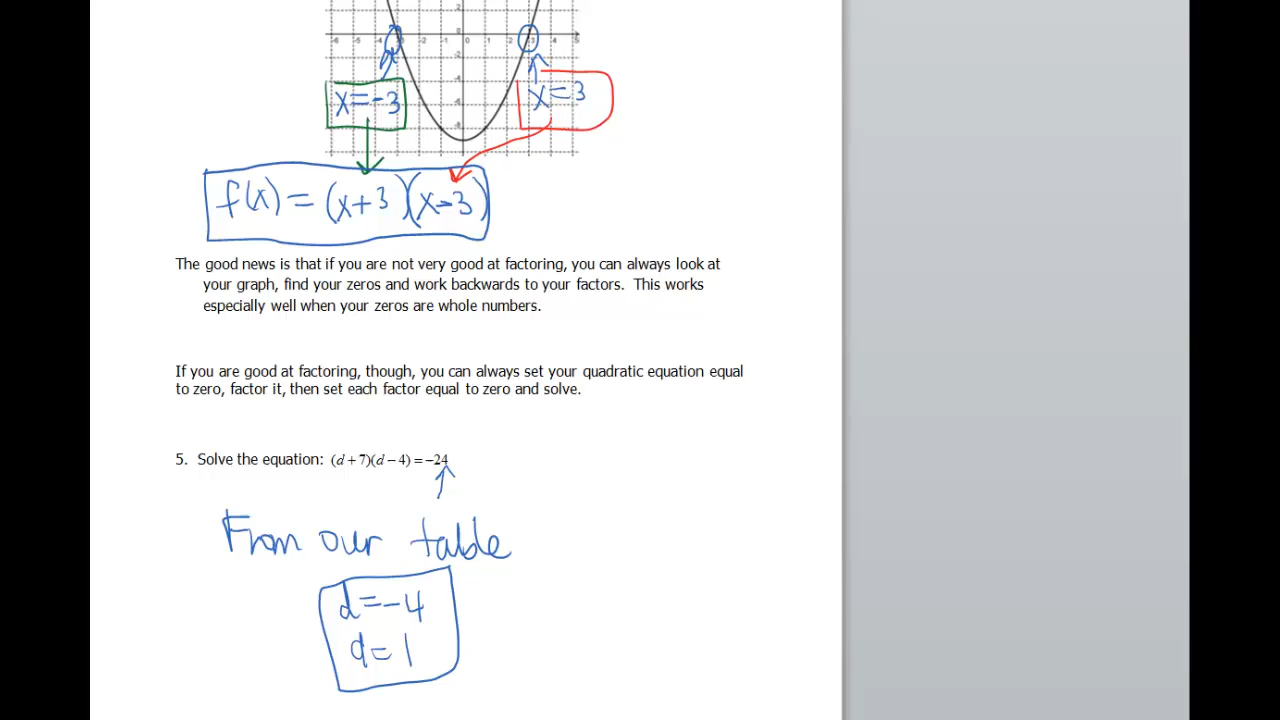 x=-3
x=3
f(x) = (x+3)(x-3)
The good news is that if you are not very good at factoring, you can always look at
your graph, find your zeros and work backwards to your factors. This works
especially well when your zeros are whole numbers.
If you are good at factoring, though, you can always set your quadratic equation equal
to zero, factor it, then set each factor equal to zero and solve.
5. Solve the equation: (d+7)(d−4)=−24
From our table
d=-4
d=1